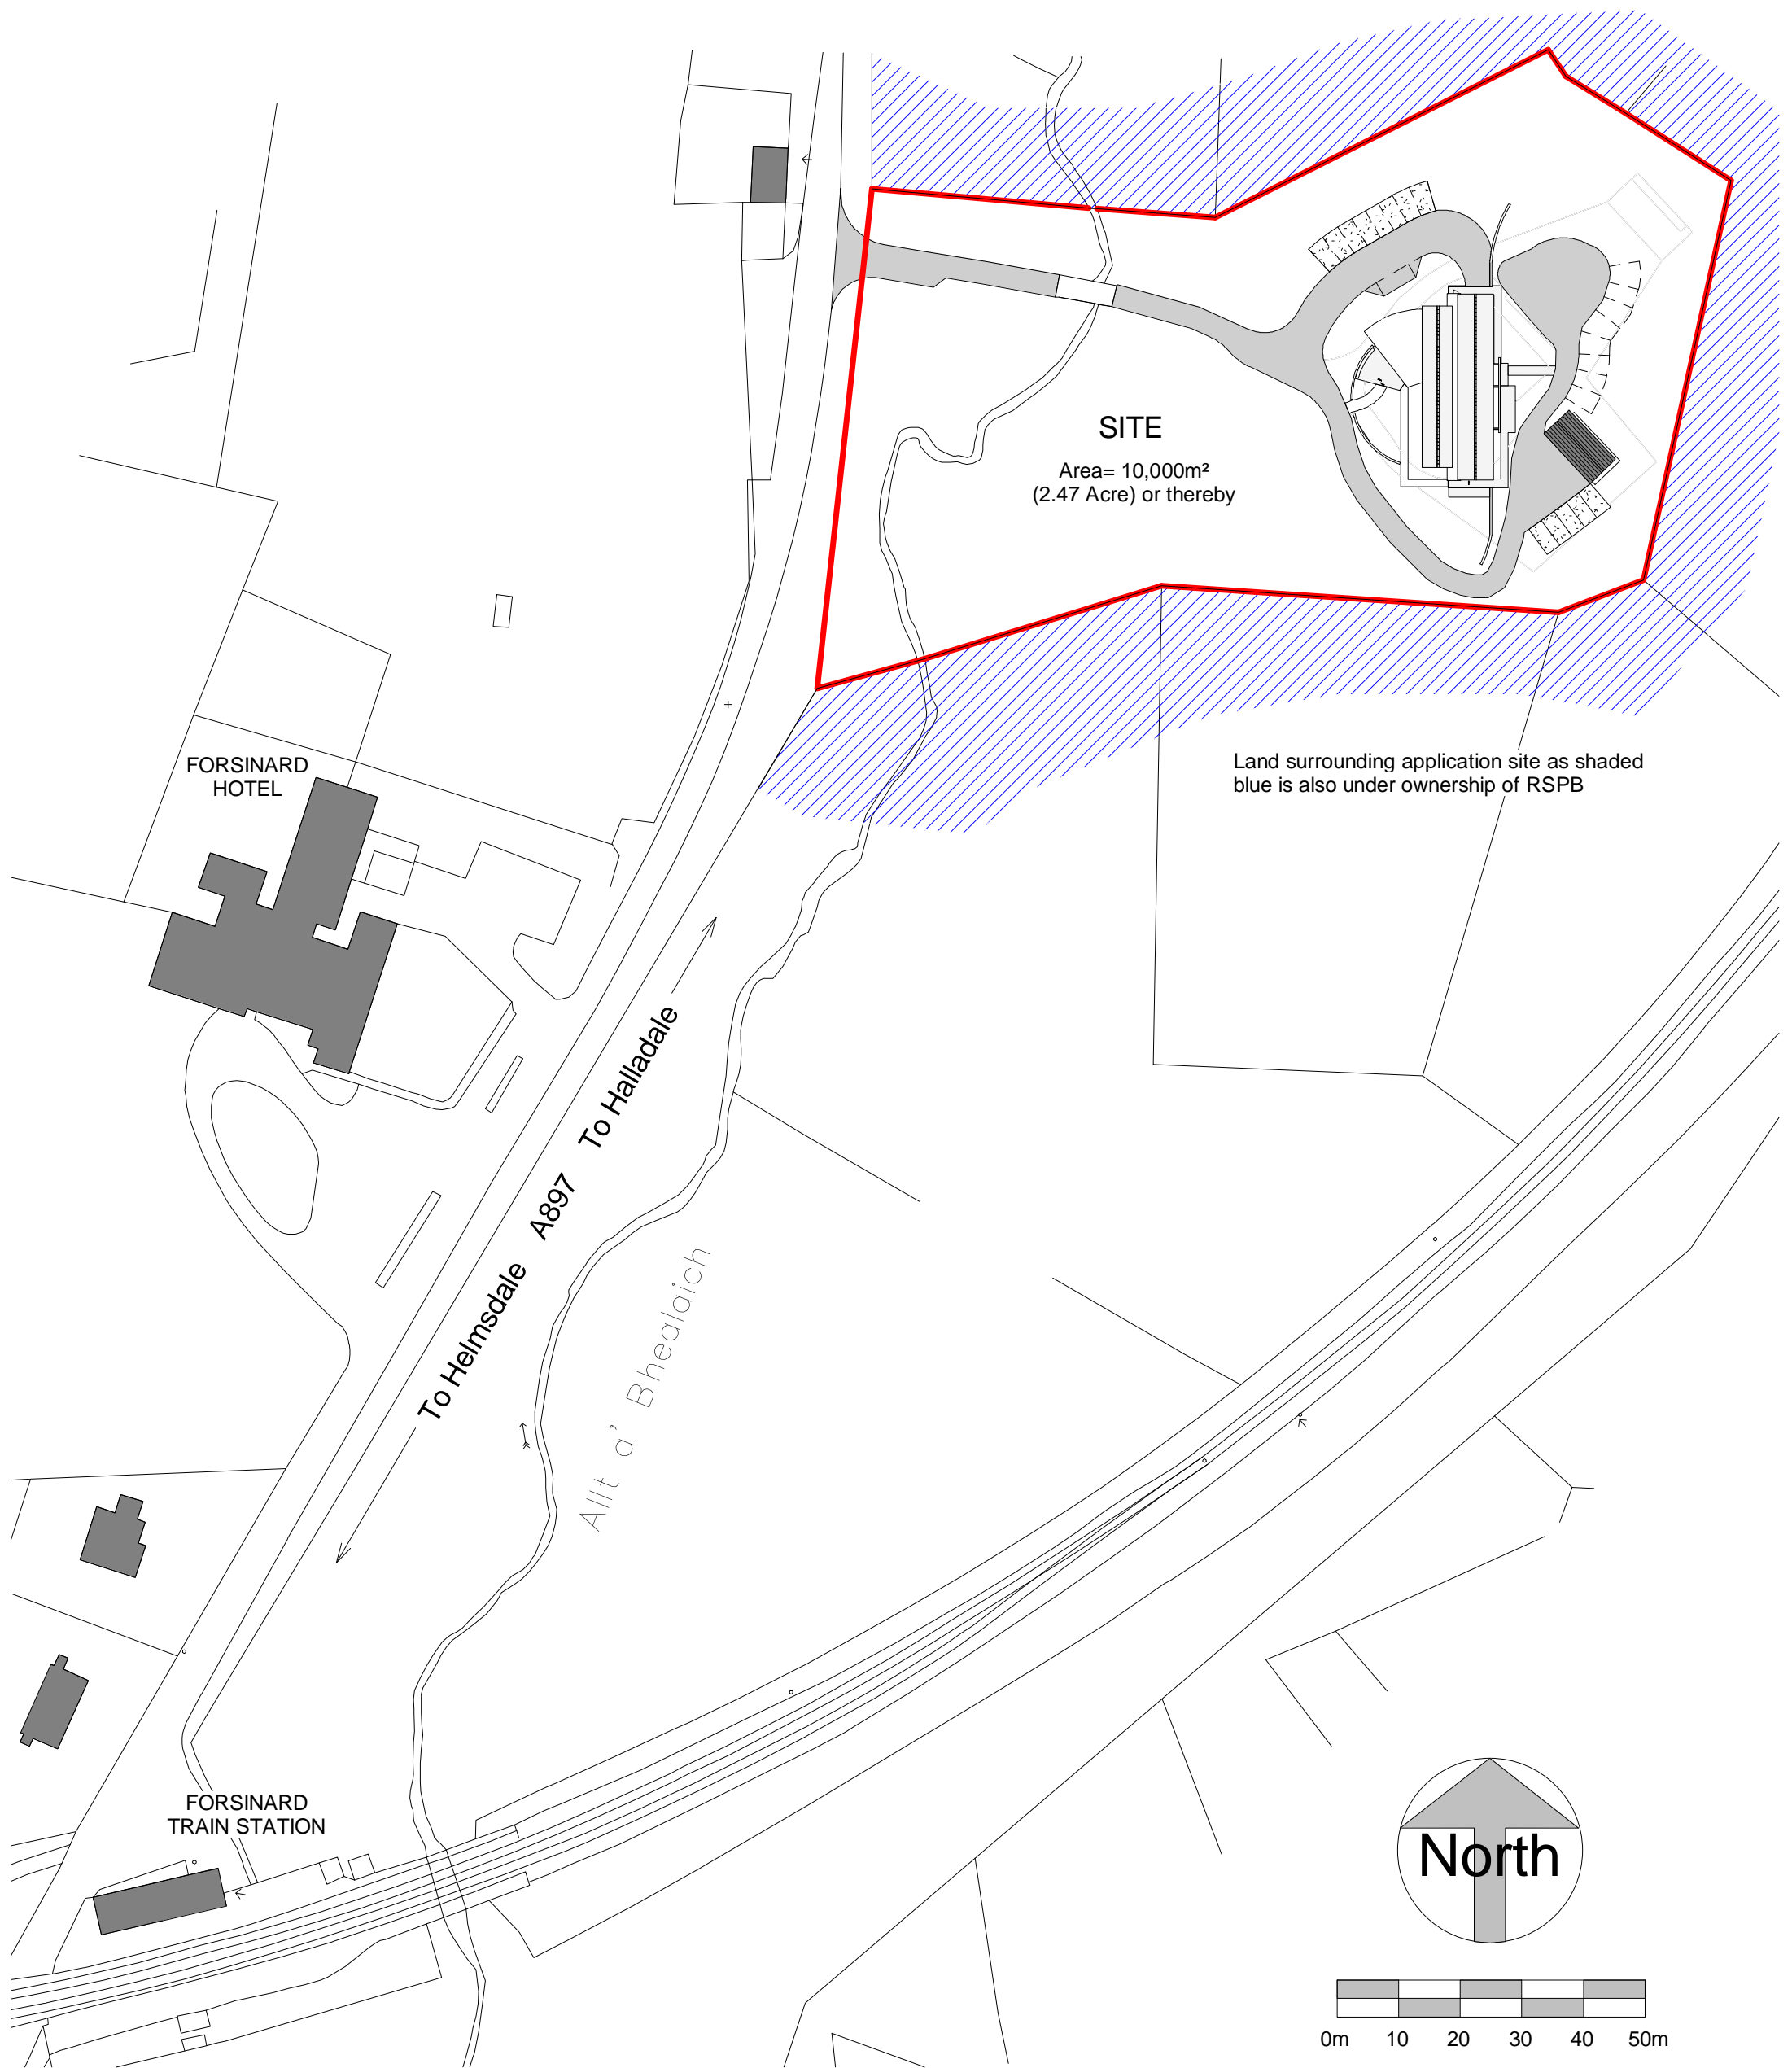 SITE
Area= 10,000m²
(2.47 Acre) or thereby
FORSINARD
HOTEL
Land surrounding application site as shaded
blue is also under ownership of RSPB
To Helmsdale A897 To Halladale
Allt a' Bhealaich
FORSINARD
TRAIN STATION
North
0m 10 20 30 40 50m